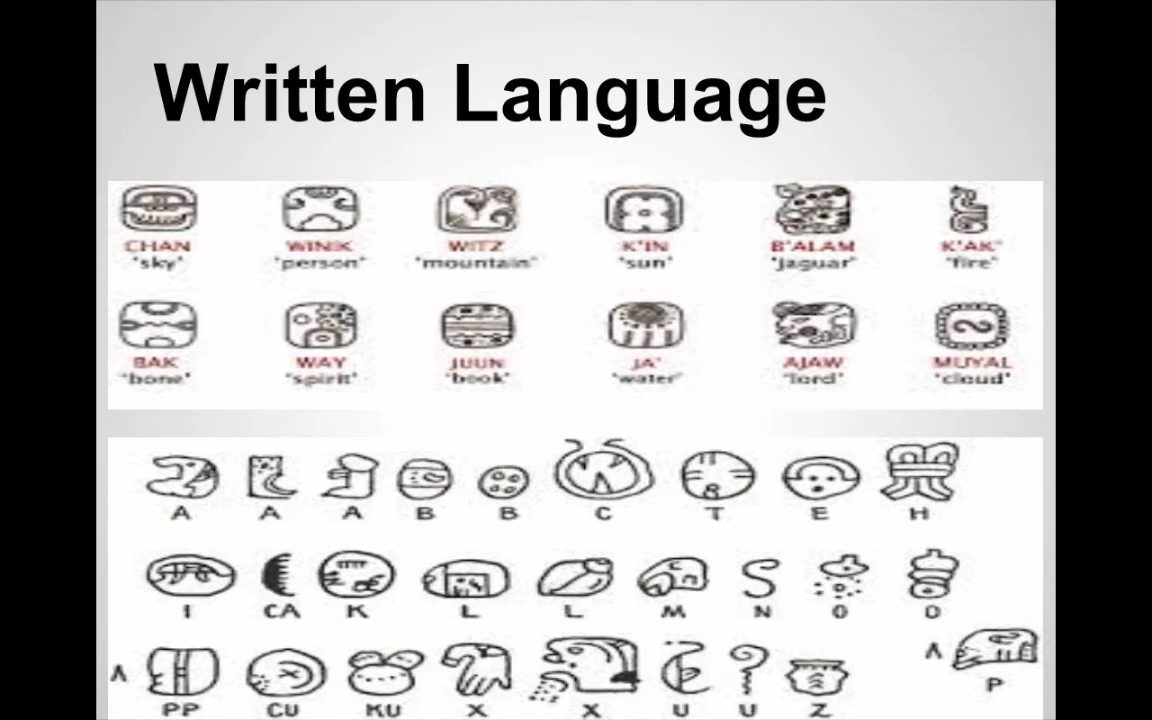 Written Language
CHAN WINIK WITZ K'IN B'ALAM K'AK'
'sky' 'person' 'mountain' 'sun' 'jaguar' 'fire'
BAK WAY JUUN JA' AJAW MUYAL
'bone' 'spirit' 'book' 'water' 'lord' 'cloud'
A A A B B C T E H
I CA K L L M N O O
PP CU KU X X U U Z P